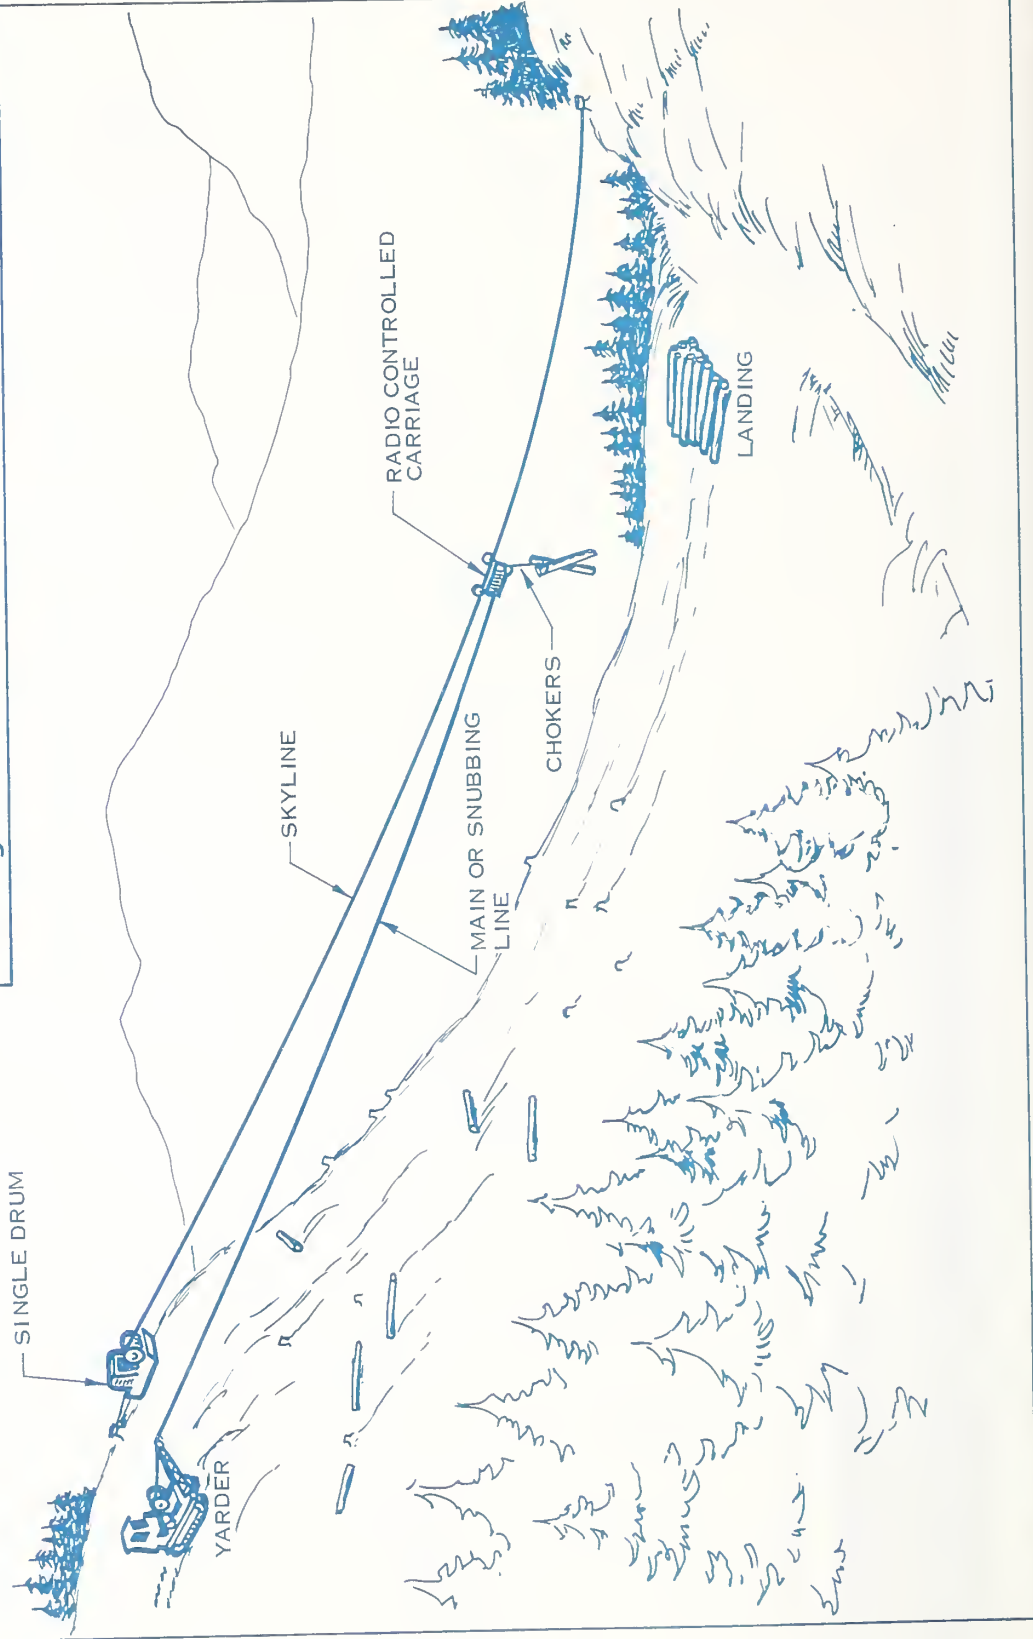 SINGLE DRUM
SKYLINE
RADIO CONTROLLED
CARRIAGE
MAIN OR SNUBBING
LINE
CHOKERS
YARDER
LANDING